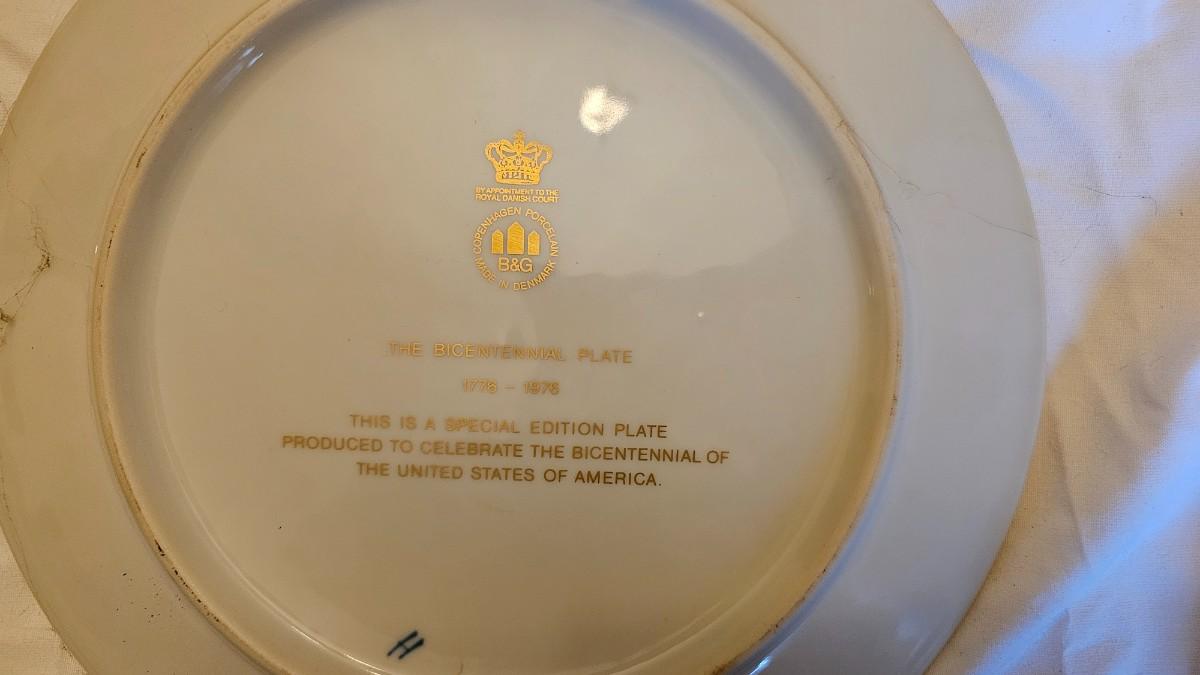 BY APPOINTMENT TO THE
ROYAL DANISH COURT
COPENHAGEN PORCELAIN
B&G
MADE IN DENMARK
THE BICENTENNIAL PLATE
1776 - 1976
THIS IS A SPECIAL EDITION PLATE
PRODUCED TO CELEBRATE THE BICENTENNIAL OF
THE UNITED STATES OF AMERICA.
H